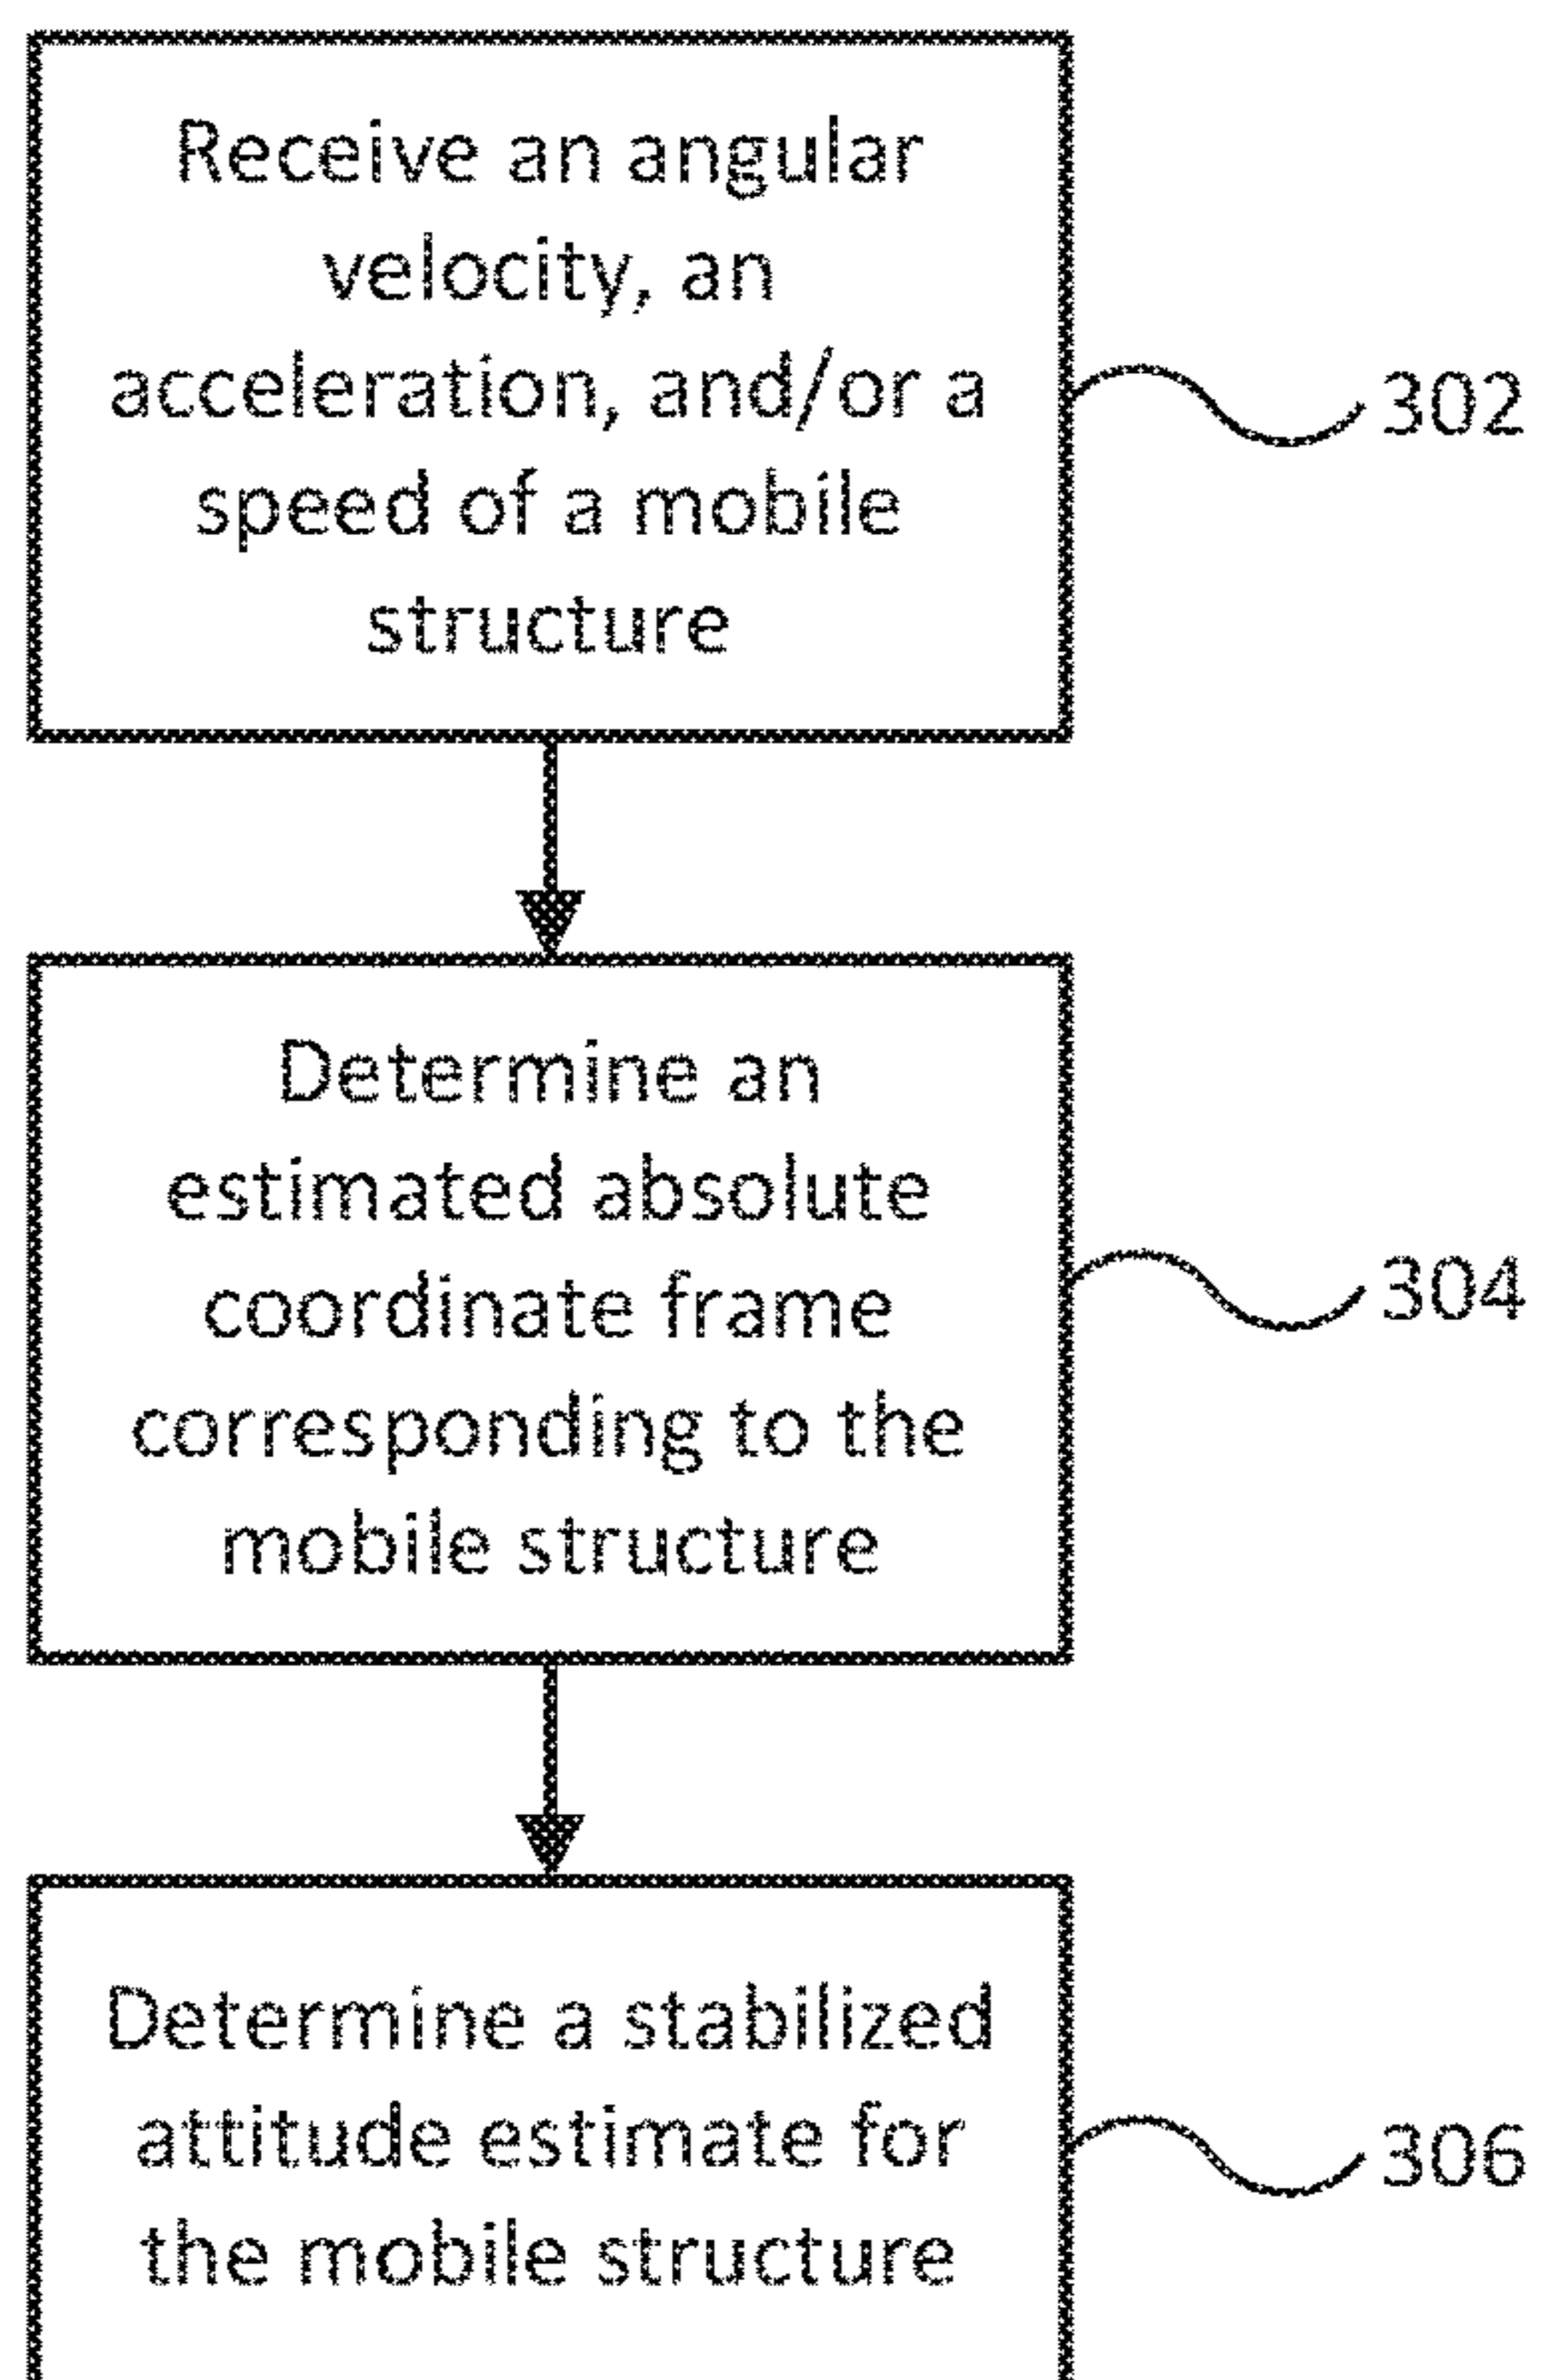 Receive an angular
velocity, an
acceleration, and/or a
speed of a mobile
structure
302
Determine an
estimated absolute
coordinate frame
corresponding to the
mobile structure
304
Determine a stabilized
attitude estimate for
the mobile structure
306